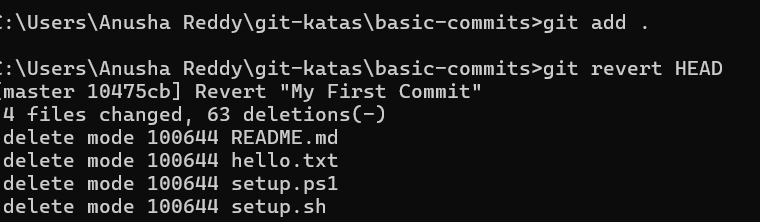 C:\Users\Anusha Reddy\git-katas\basic-commits>git add .
C:\Users\Anusha Reddy\git-katas\basic-commits>git revert HEAD
[master 10475cb] Revert "My First Commit"
4 files changed, 63 deletions(-)
delete mode 100644 README.md
delete mode 100644 hello.txt
delete mode 100644 setup.ps1
delete mode 100644 setup.sh